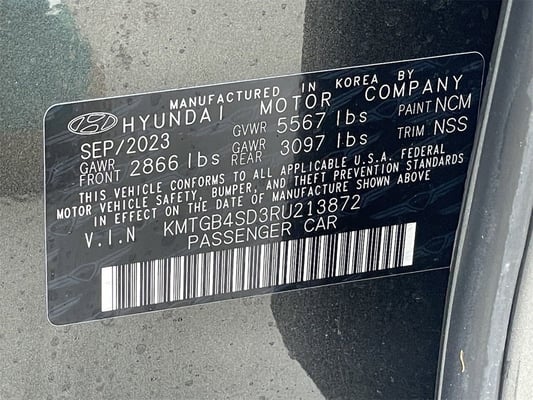 MANUFACTURED IN KOREA BY
HYUNDAI MOTOR COMPANY
SEP/2023 GVWR 5567 lbs PAINT NCM
GAWR FRONT 2866 lbs GAWR REAR 3097 lbs TRIM NSS
THIS VEHICLE CONFORMS TO ALL APPLICABLE U.S.A. FEDERAL
MOTOR VEHICLE SAFETY, BUMPER, AND THEFT PREVENTION STANDARDS
IN EFFECT ON THE DATE OF MANUFACTURE SHOWN ABOVE
V.I.N KMTGB4SD3RU213872
PASSENGER CAR